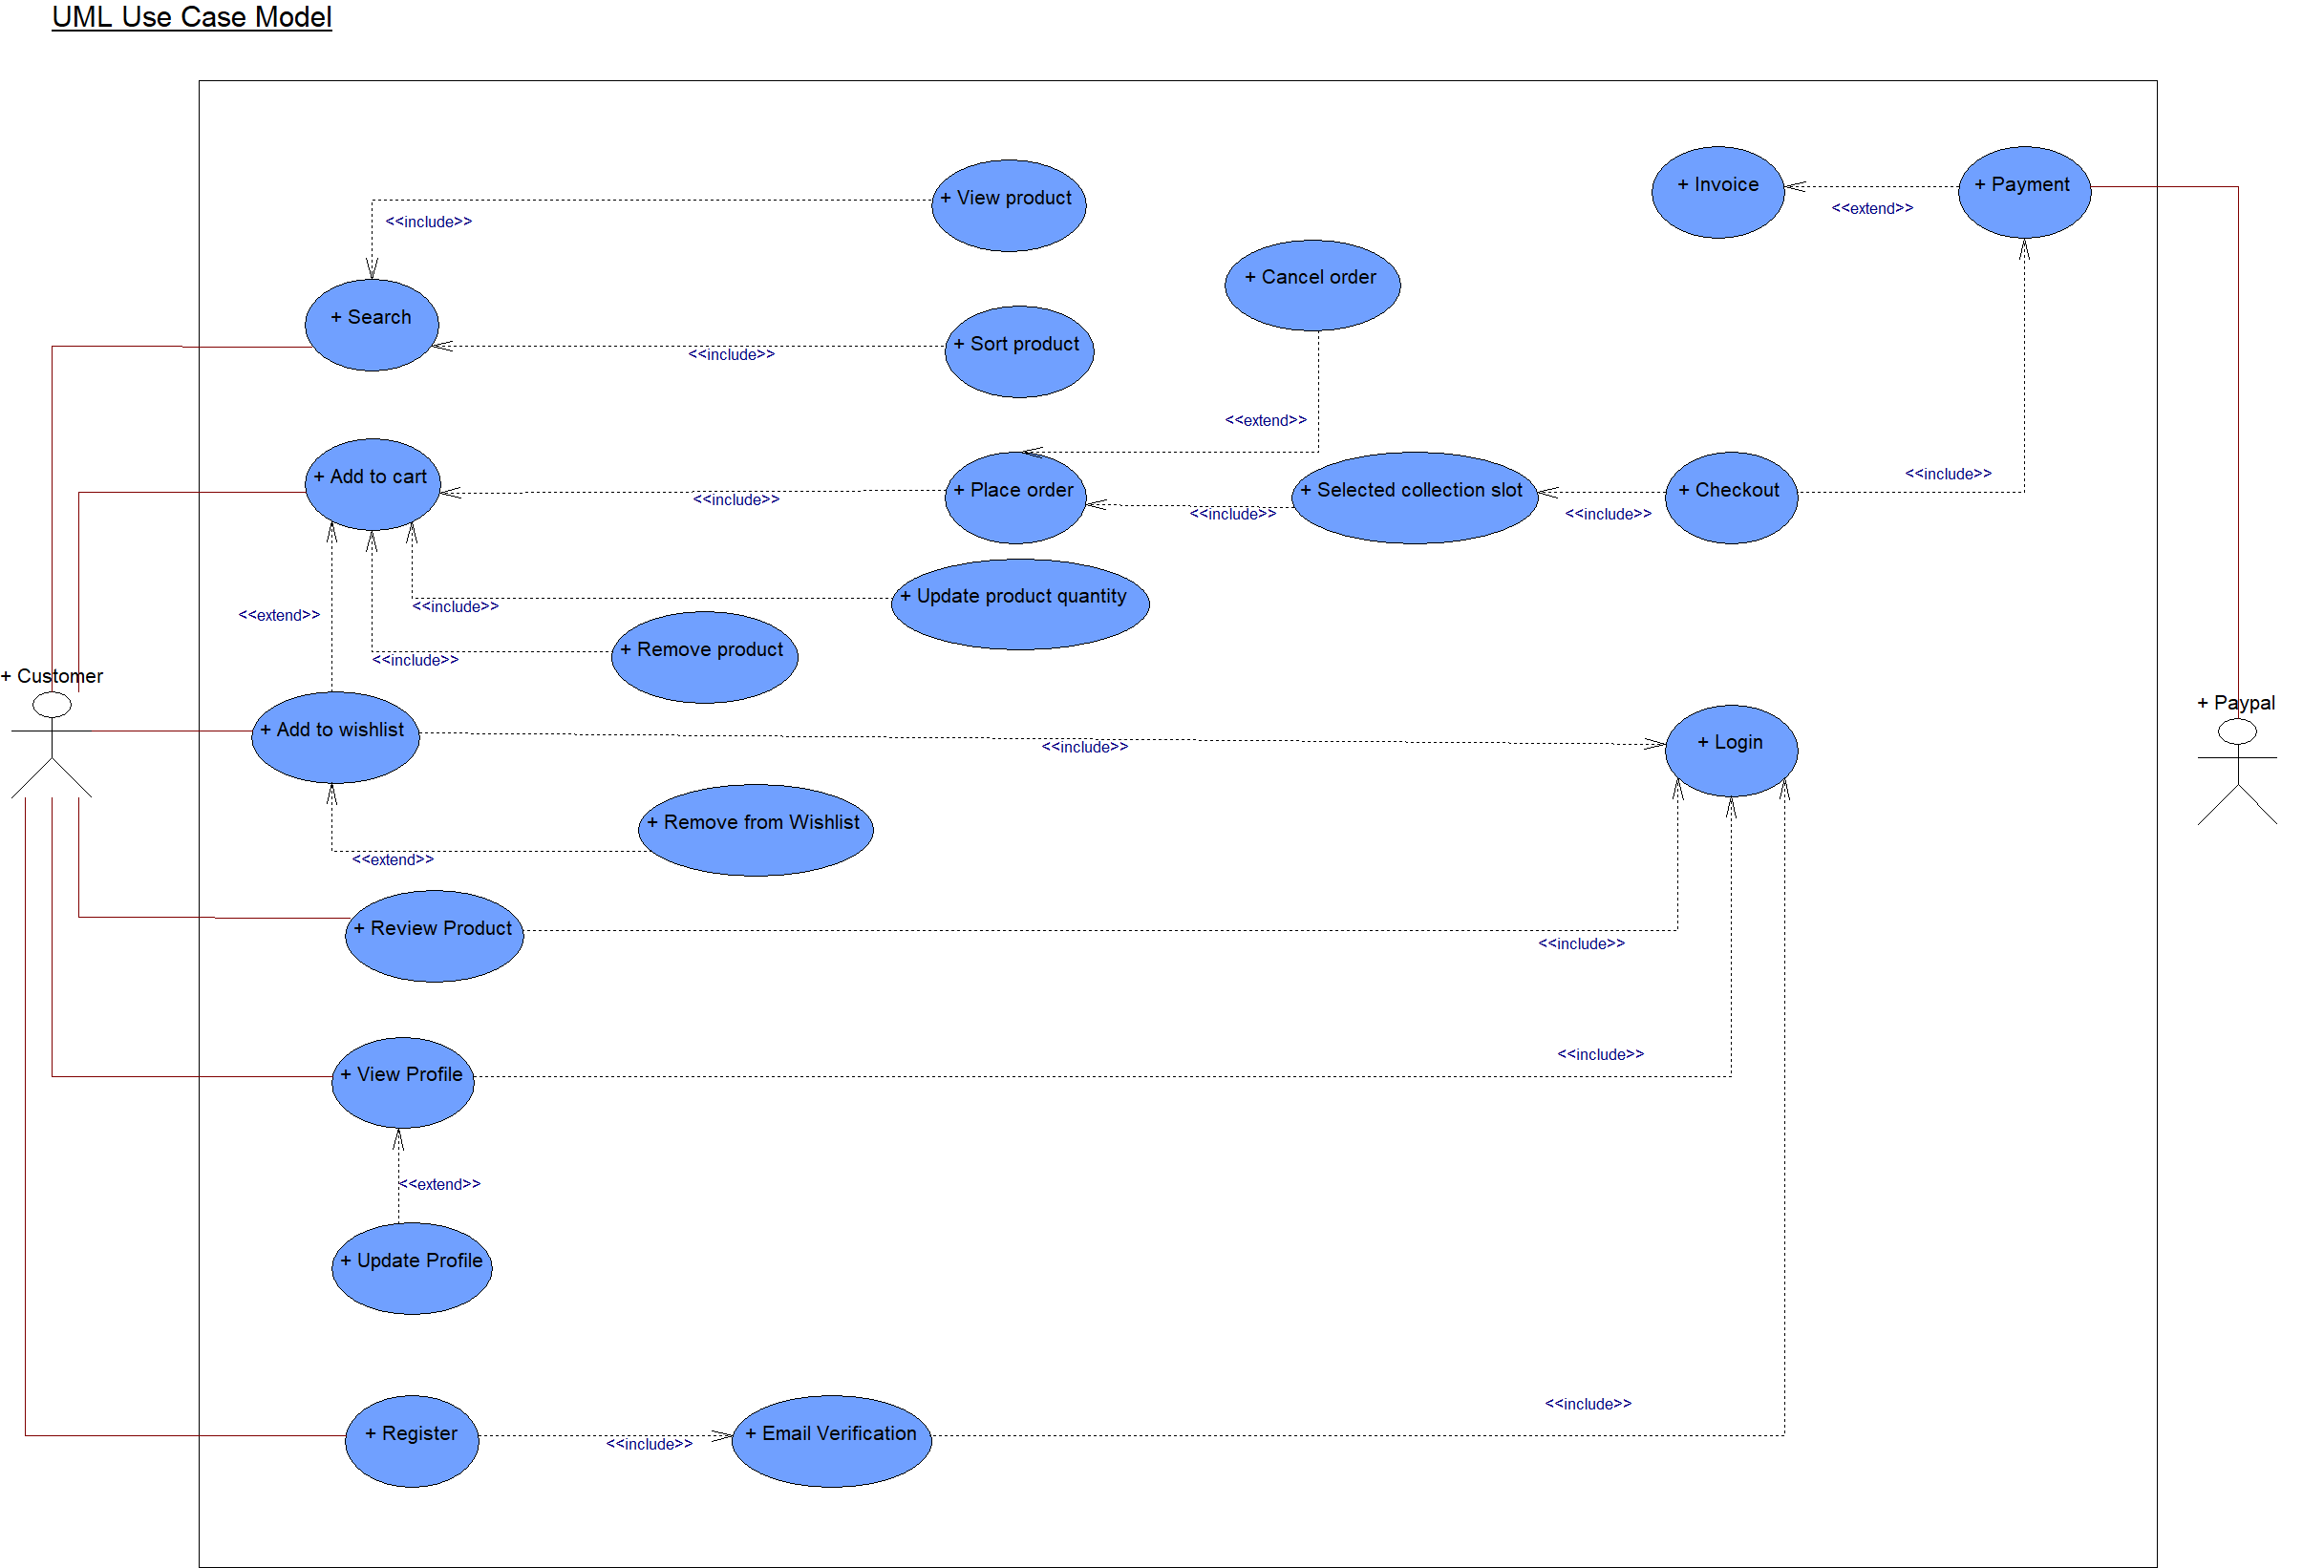 UML Use Case Model
+ View product
+ Invoice
+ Payment
<<include>>
<<extend>>
+ Cancel order
+ Search
+ Sort product
<<include>>
<<extend>>
+ Add to cart
+ Place order
+ Selected collection slot
+ Checkout
<<include>>
<<include>>
<<include>>
<<include>>
+ Update product quantity
<<extend>>
<<include>>
+ Remove product
<<include>>
+ Customer
+ Paypal
+ Add to wishlist
<<include>>
+ Login
+ Remove from Wishlist
<<extend>>
+ Review Product
<<include>>
<<include>>
+ View Profile
<<extend>>
+ Update Profile
<<include>>
+ Register
<<include>>
+ Email Verification